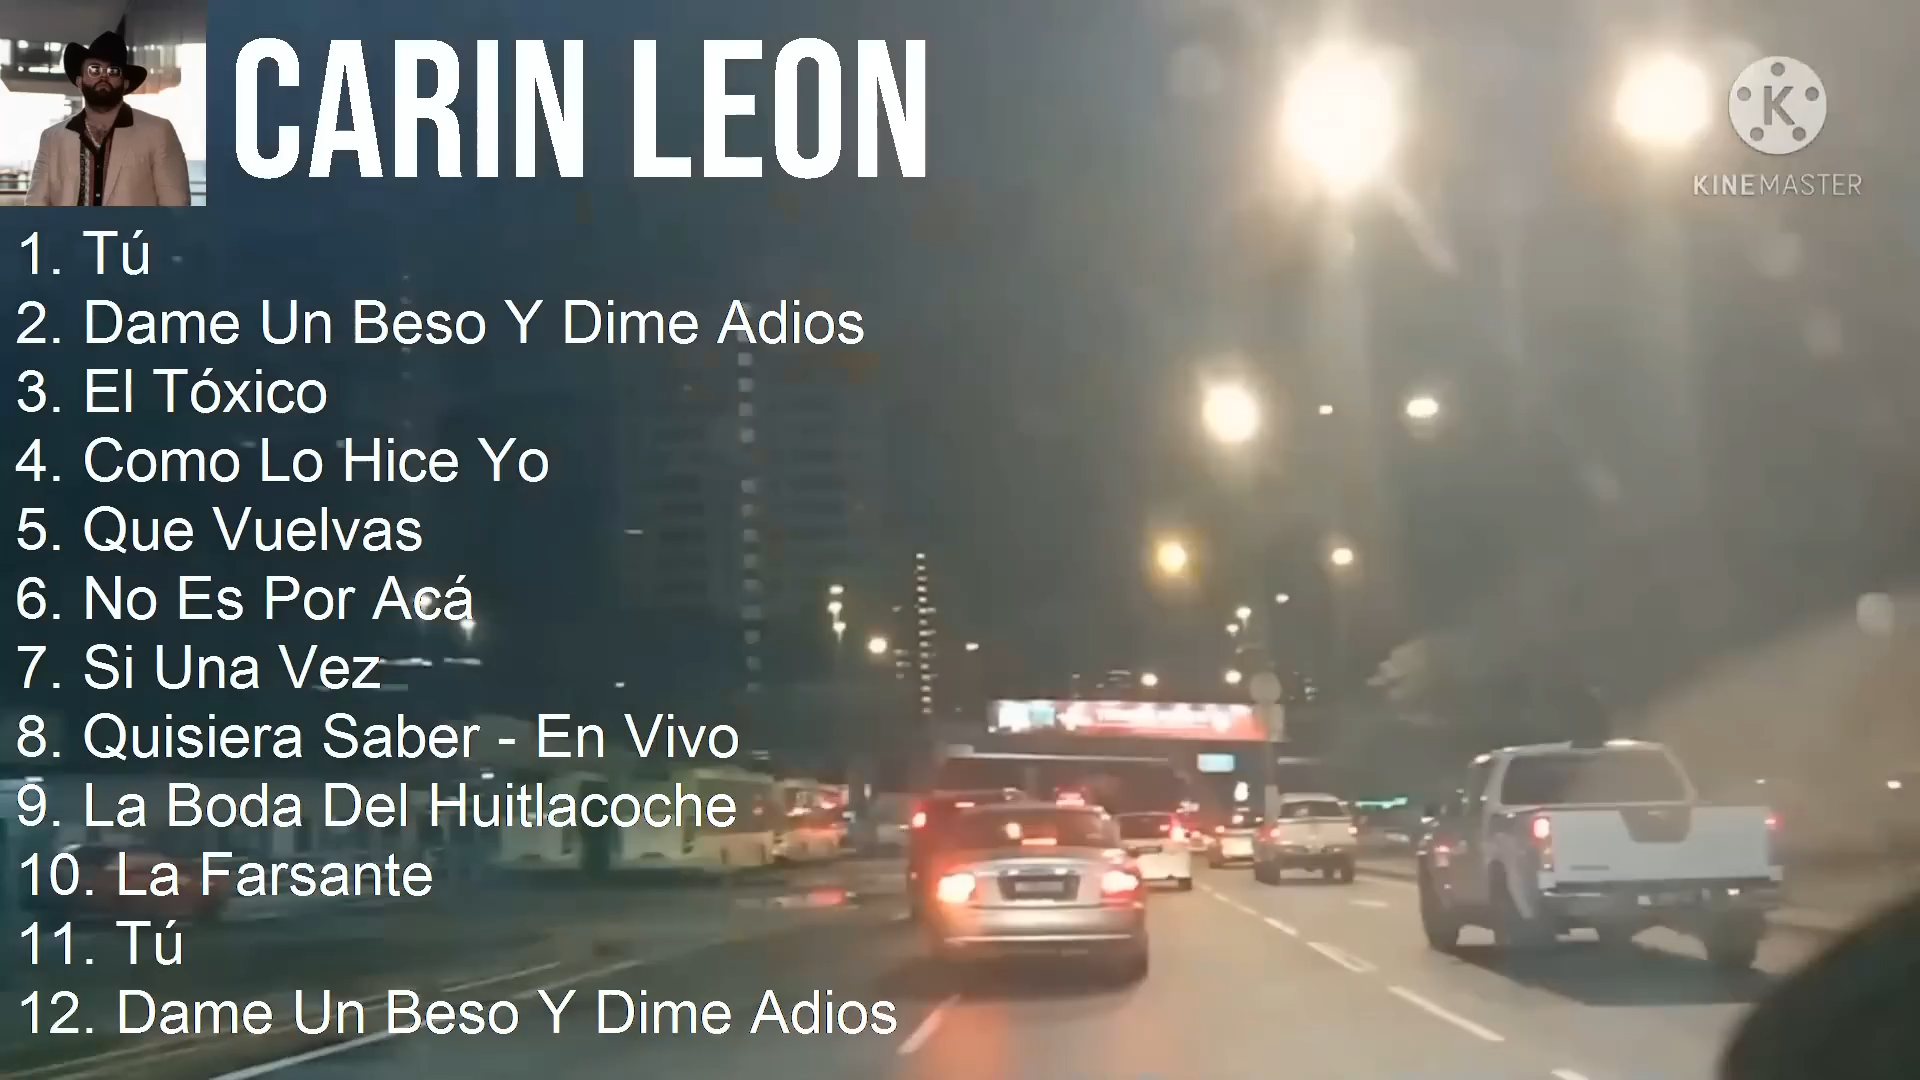 CARIN LEON
K
KINEMASTER
1. Tú
2. Dame Un Beso Y Dime Adios
3. El Tóxico
4. Como Lo Hice Yo
5. Que Vuelvas
6. No Es Por Acá
7. Si Una Vez
8. Quisiera Saber - En Vivo
9. La Boda Del Huitlacoche
10. La Farsante
11. Tú
12. Dame Un Beso Y Dime Adios